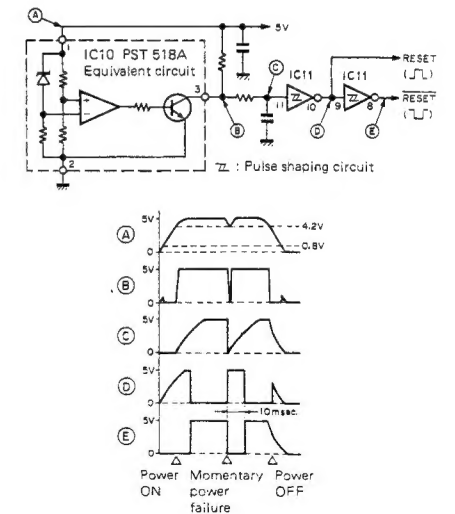 A
5V
1
IC10 PST 518A
Equivalent circuit
+
−
3
2
B
C
IC11
11
10
D
IC11
9
8
E
RESET
(⎍)
RESET
: Pulse shaping circuit
A
5V
0
4.2V
0.8V
B
5V
0
C
5V
0
D
5V
0
10msec.
E
5V
0
Power ON
Momentary power failure
Power OFF